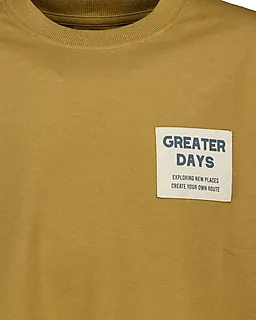 GREATER
DAYS
EXPLORING NEW PLACES
CREATE YOUR OWN ROUTE